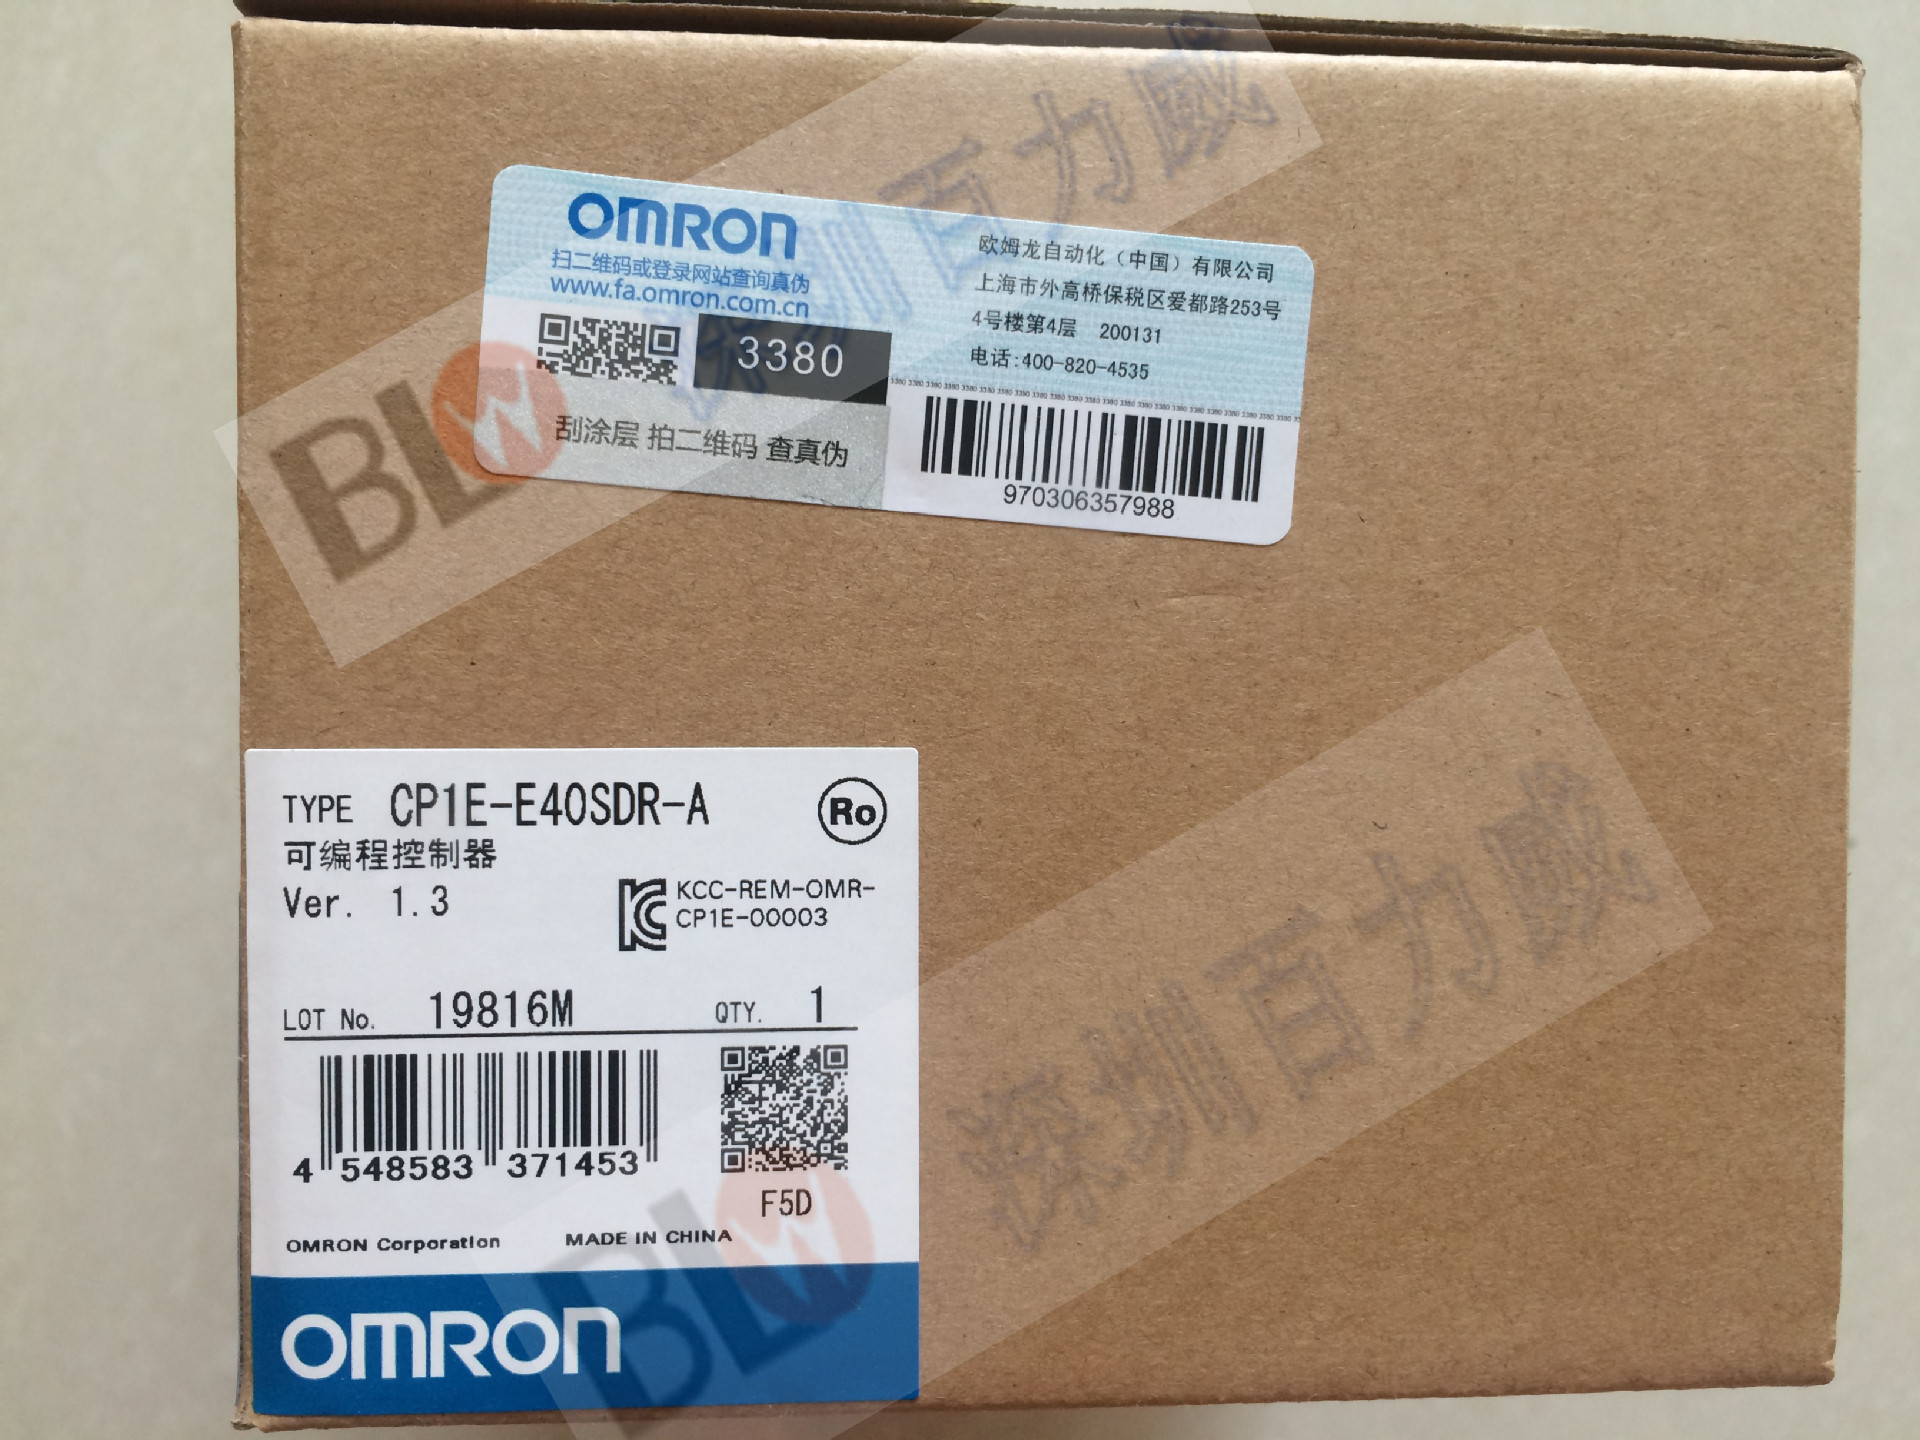 OMRON
扫二维码或登录网站查询真伪
www.fa.omron.com.cn
3380
刮涂层 拍二维码 查真伪
欧姆龙自动化（中国）有限公司
上海市外高桥保税区爱都路253号
4号楼第4层 200131
电话:400-820-4535
970306357988
BLW
深圳百力威
TYPE CP1E-E40SDR-A
Ro
可编程控制器
Ver. 1.3
KCC-REM-OMR-
CP1E-00003
LOT No. 19816M QTY. 1
4 548583 371453
F5D
OMRON Corporation MADE IN CHINA
OMRON
BLW
深圳百力威